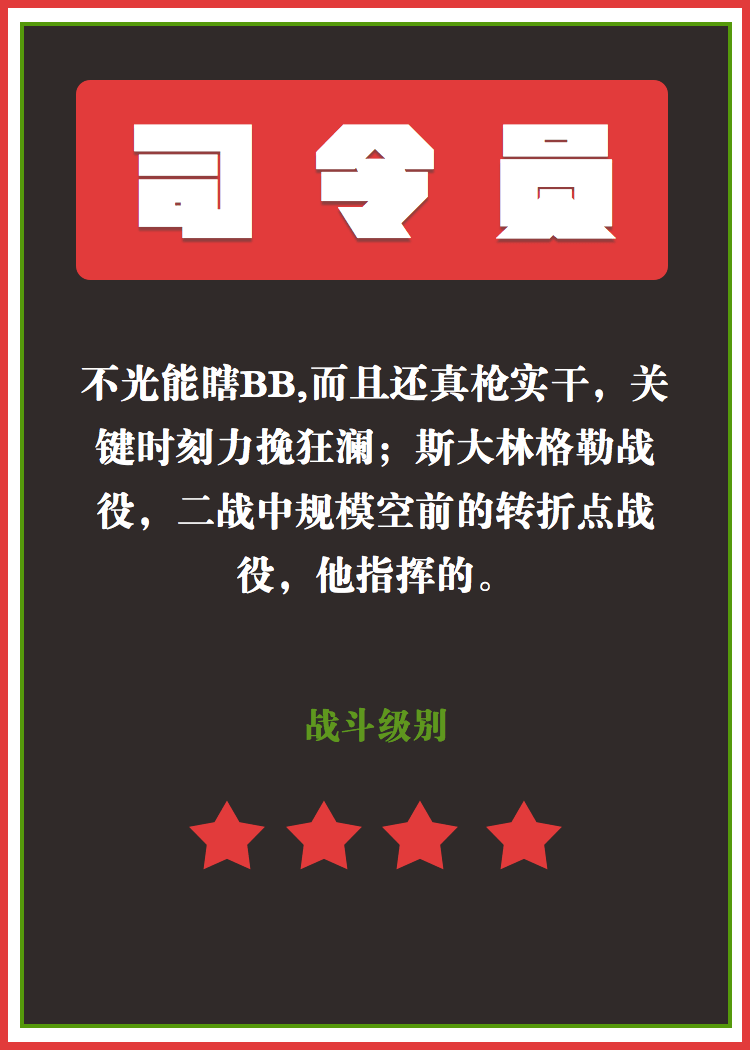 司令员
不光能瞎BB,而且还真枪实干，关
键时刻力挽狂澜；斯大林格勒战
役，二战中规模空前的转折点战
役，他指挥的。
战斗级别